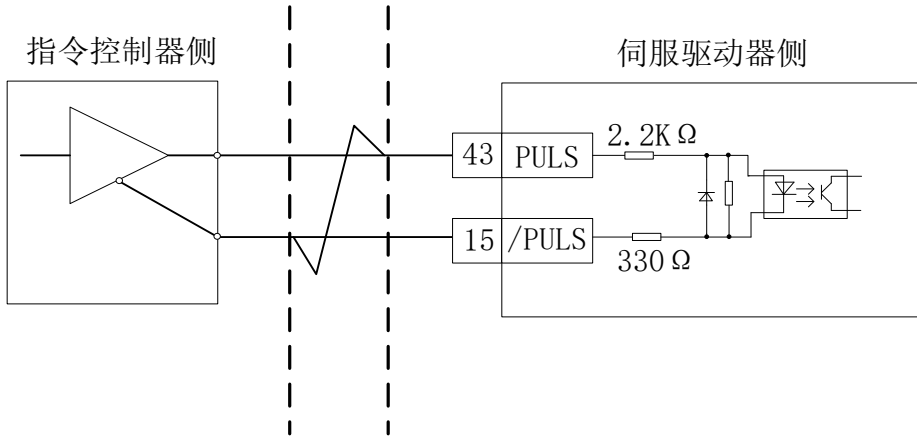 指令控制器侧
伺服驱动器侧
43 PULS
2.2KΩ
15 /PULS
330Ω